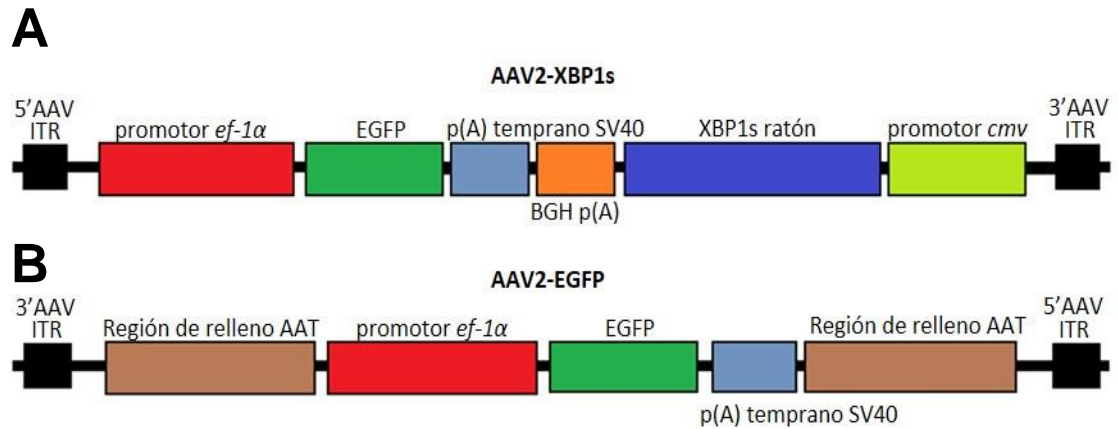 A
AAV2-XBP1s
5’AAV
ITR
promotor ef-1α
EGFP
p(A) temprano SV40
XBP1s ratón
promotor cmv
3’AAV
ITR
BGH p(A)
B
AAV2-EGFP
3’AAV
ITR
Región de relleno AAT
promotor ef-1α
EGFP
Región de relleno AAT
5’AAV
ITR
p(A) temprano SV40